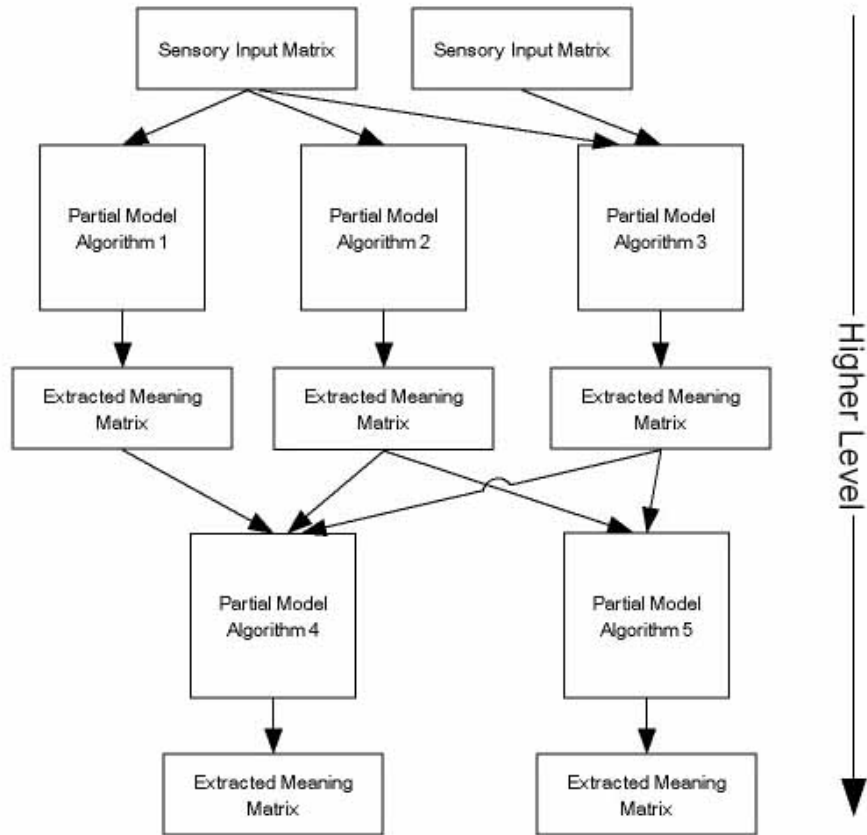 Sensory Input Matrix
Sensory Input Matrix
Partial Model
Algorithm 1
Partial Model
Algorithm 2
Partial Model
Algorithm 3
Extracted Meaning
Matrix
Extracted Meaning
Matrix
Extracted Meaning
Matrix
Partial Model
Algorithm 4
Partial Model
Algorithm 5
Extracted Meaning
Matrix
Extracted Meaning
Matrix
Higher Level